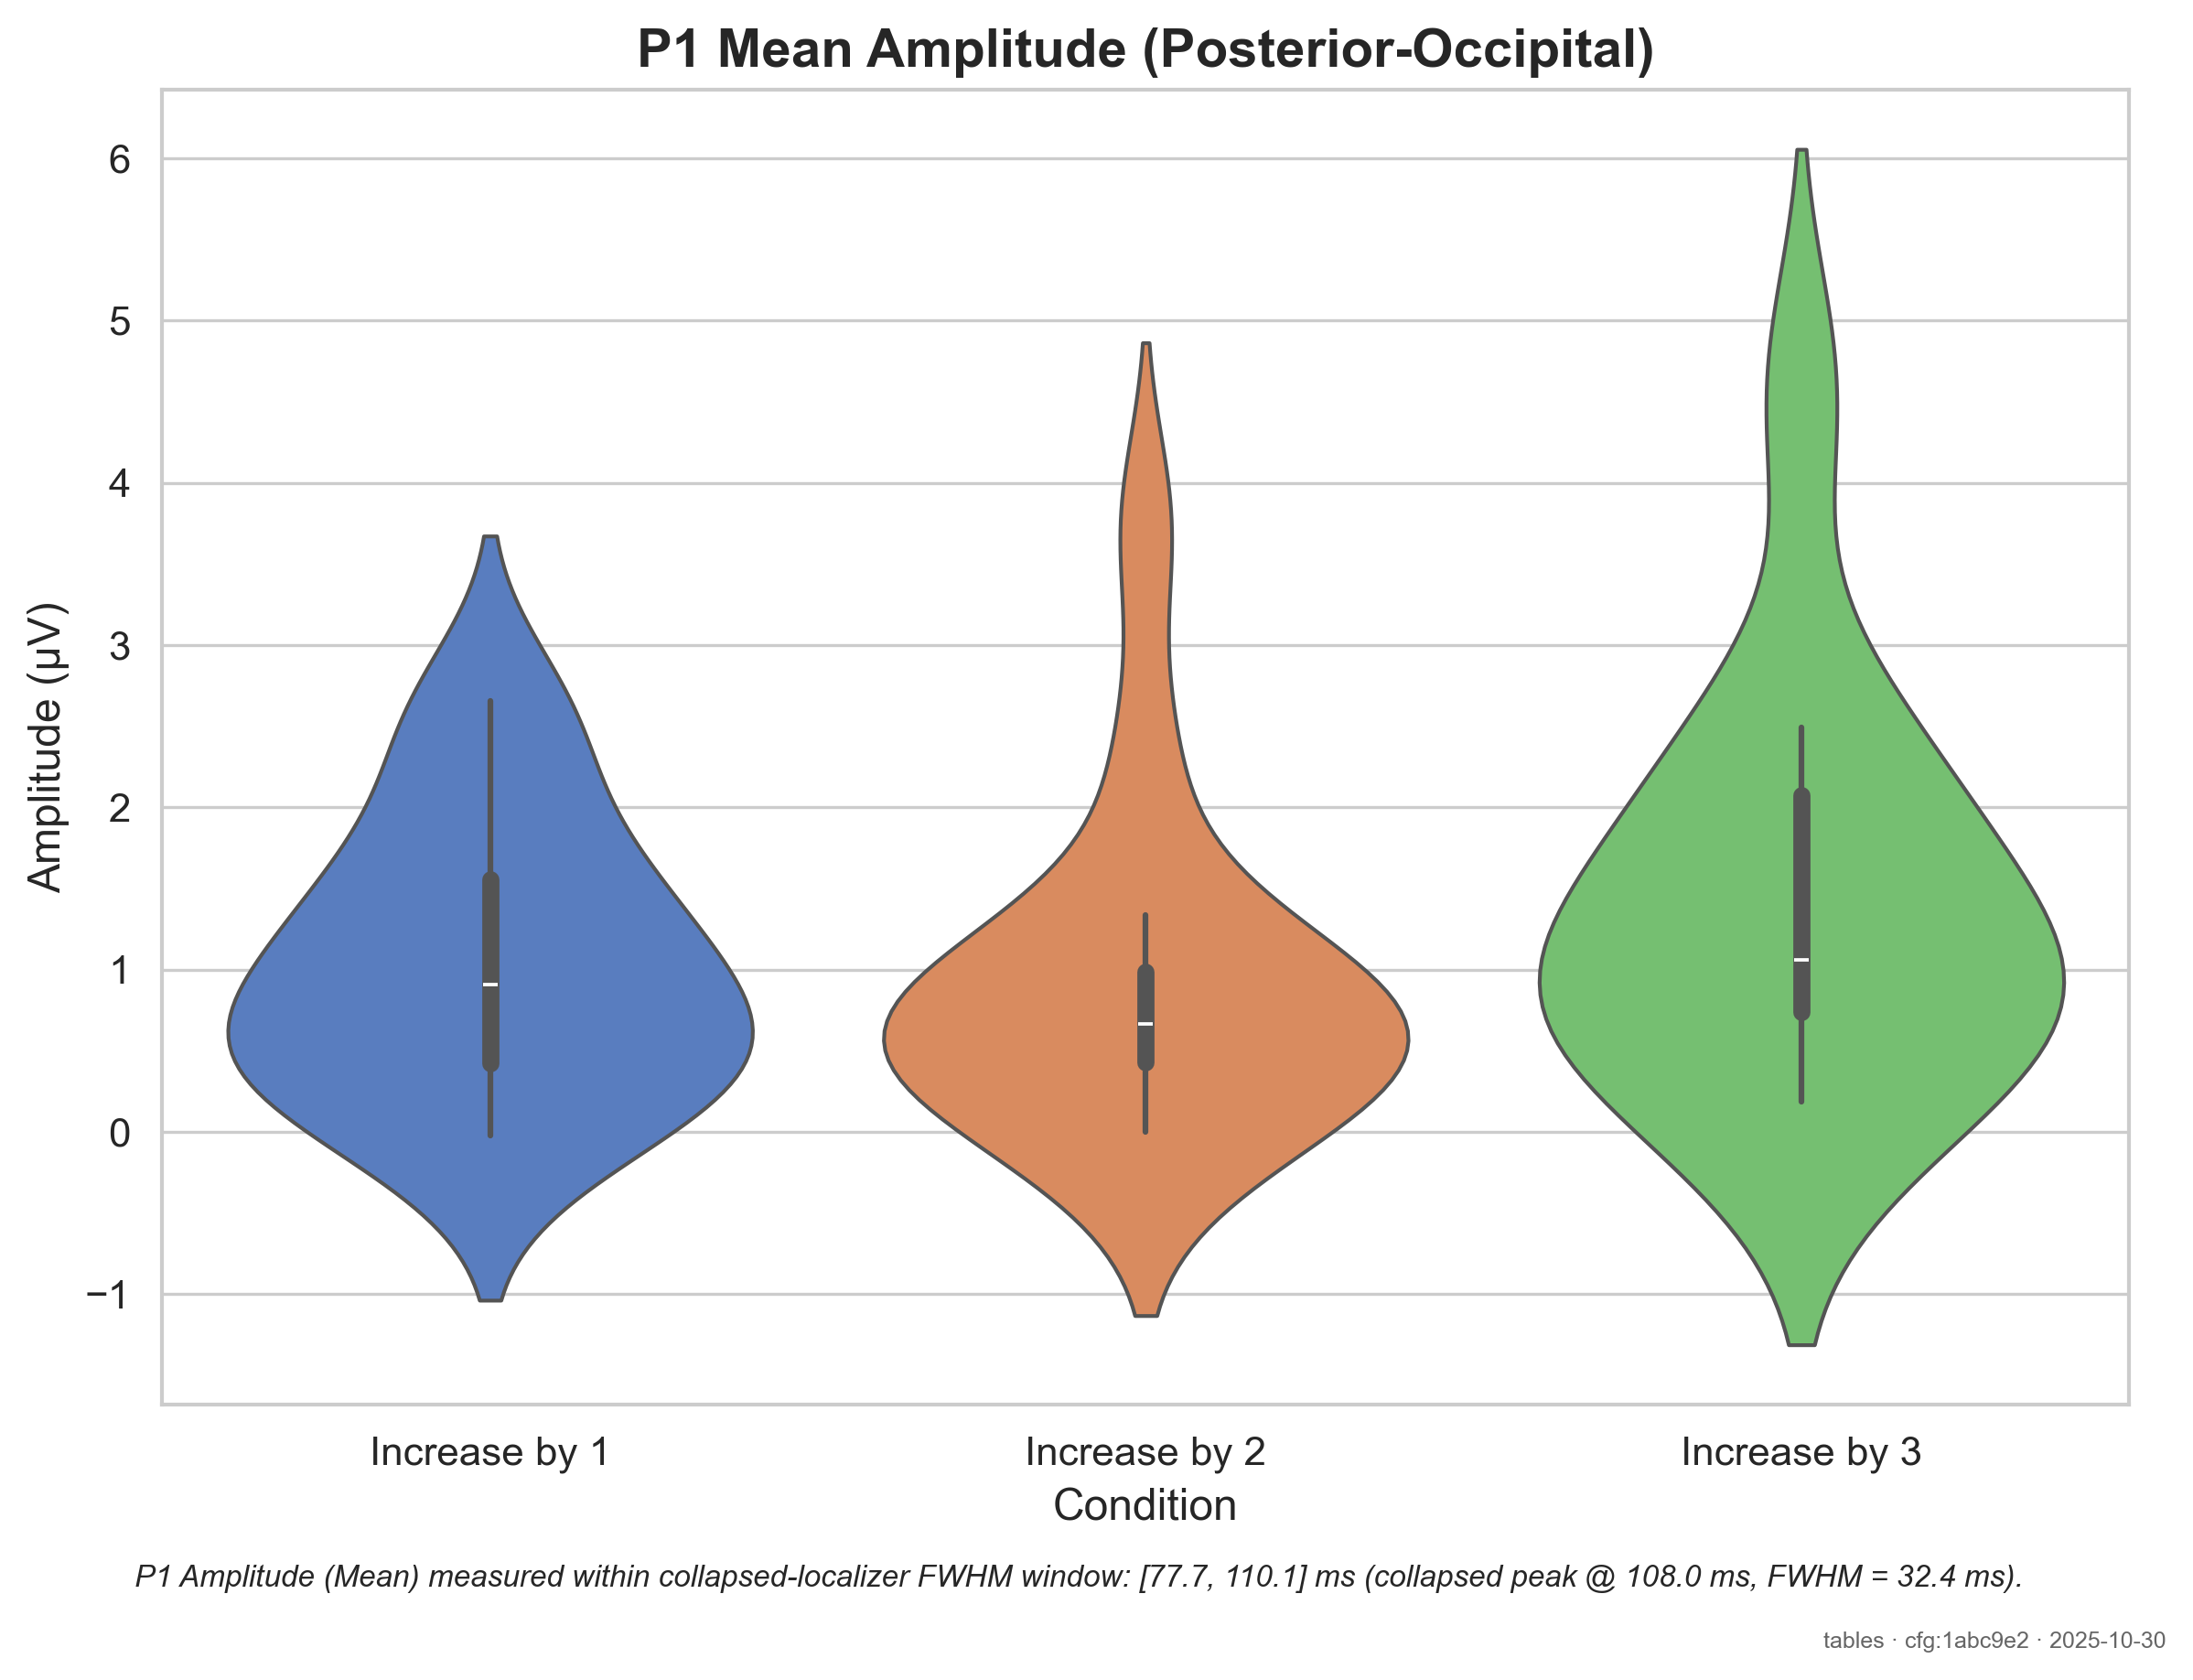 P1 Mean Amplitude (Posterior-Occipital)
Amplitude (µV)
6
5
4
3
2
1
0
−1
Increase by 1
Increase by 2
Increase by 3
Condition
P1 Amplitude (Mean) measured within collapsed-localizer FWHM window: [77.7, 110.1] ms (collapsed peak @ 108.0 ms, FWHM = 32.4 ms).
tables · cfg:1abc9e2 · 2025-10-30